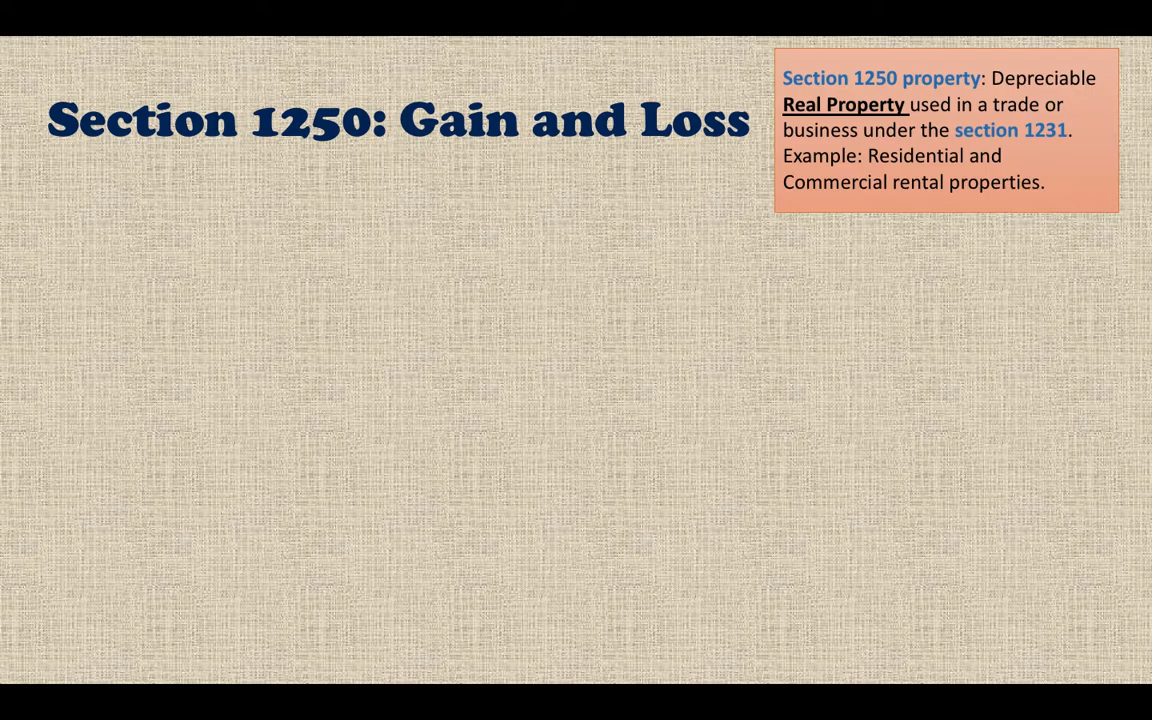 Section 1250: Gain and Loss
Section 1250 property: Depreciable
Real Property used in a trade or
business under the section 1231.
Example: Residential and
Commercial rental properties.